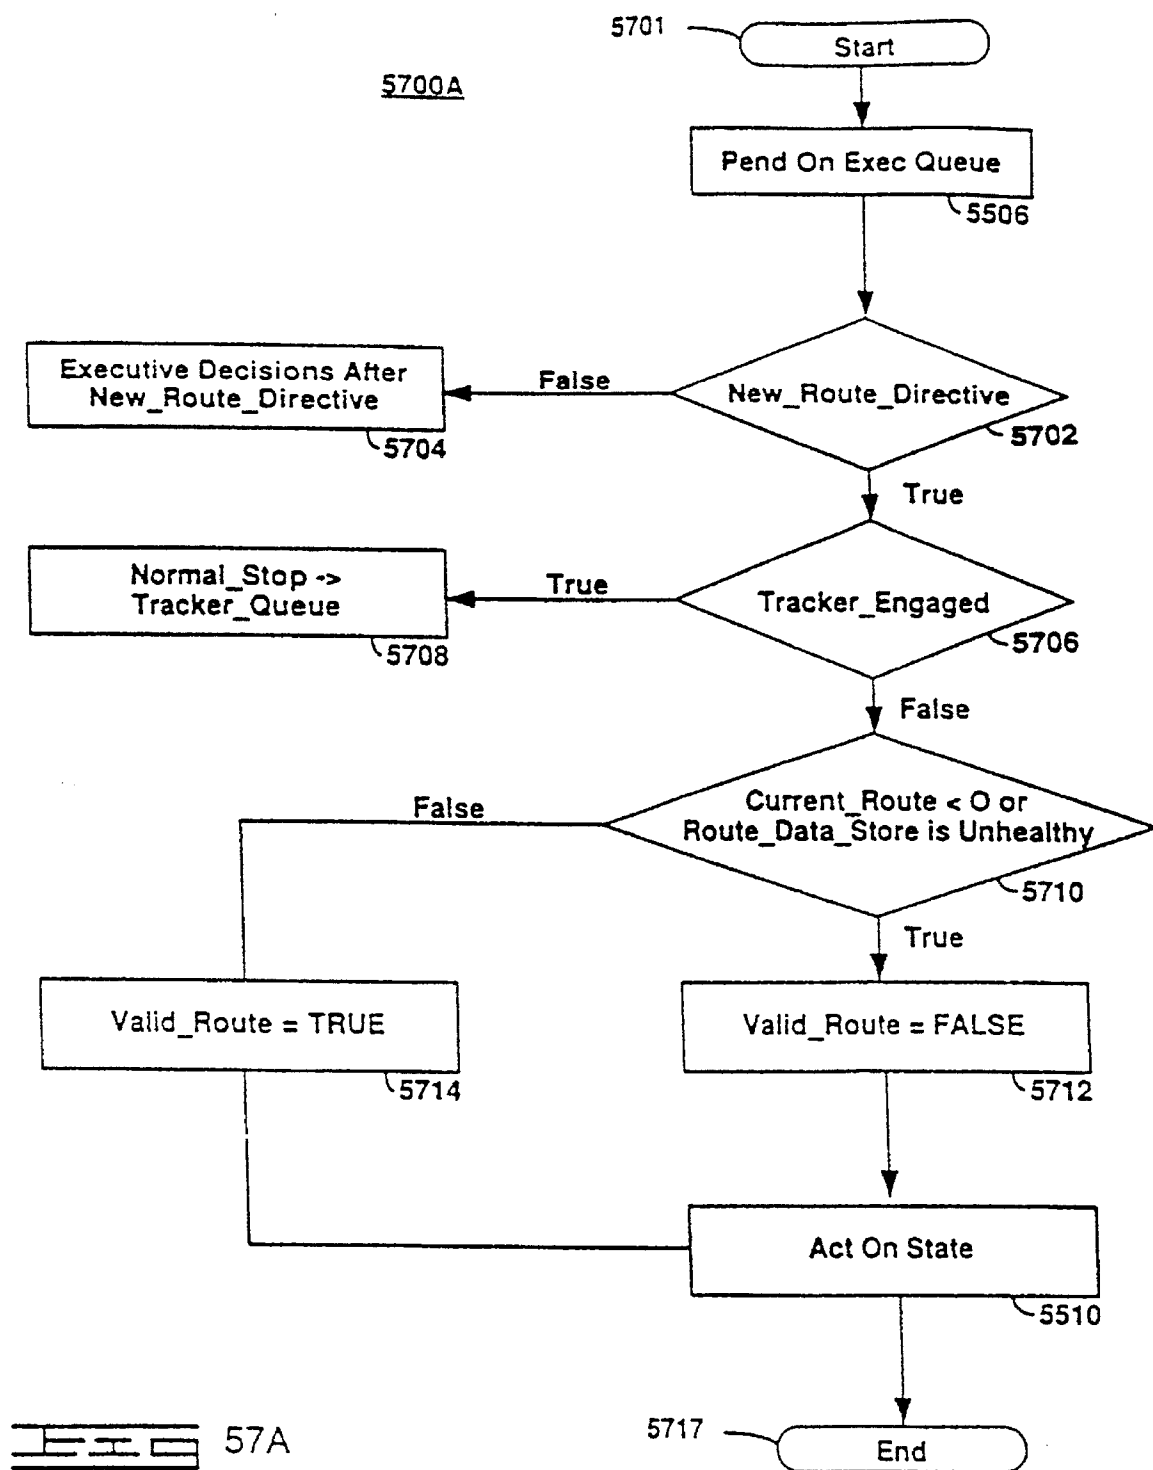 5701
Start
5700A
Pend On Exec Queue
5506
Executive Decisions After
New_Route_Directive
5704
False
New_Route_Directive
5702
True
Normal_Stop ->
Tracker_Queue
5708
True
Tracker_Engaged
5706
False
False
Current_Route < O or
Route_Data_Store is Unhealthy
5710
True
Valid_Route = TRUE
5714
Valid_Route = FALSE
5712
Act On State
5510
FIG 57A
5717
End